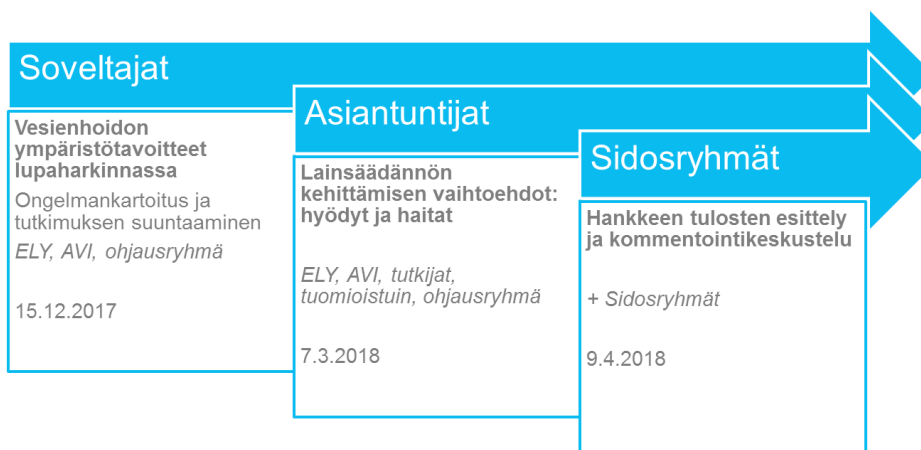 Soveltajat
Vesienhoidon
ympäristötavoitteet
lupaharkinnassa
Ongelmankartoitus ja
tutkimuksen suuntaaminen
ELY, AVI, ohjausryhmä
15.12.2017
Asiantuntijat
Lainsäädännön
kehittämisen vaihtoehdot:
hyödyt ja haitat
ELY, AVI, tutkijat,
tuomioistuin, ohjausryhmä
7.3.2018
Sidosryhmät
Hankkeen tulosten esittely
ja kommentointikeskustelu
+ Sidosryhmät
9.4.2018